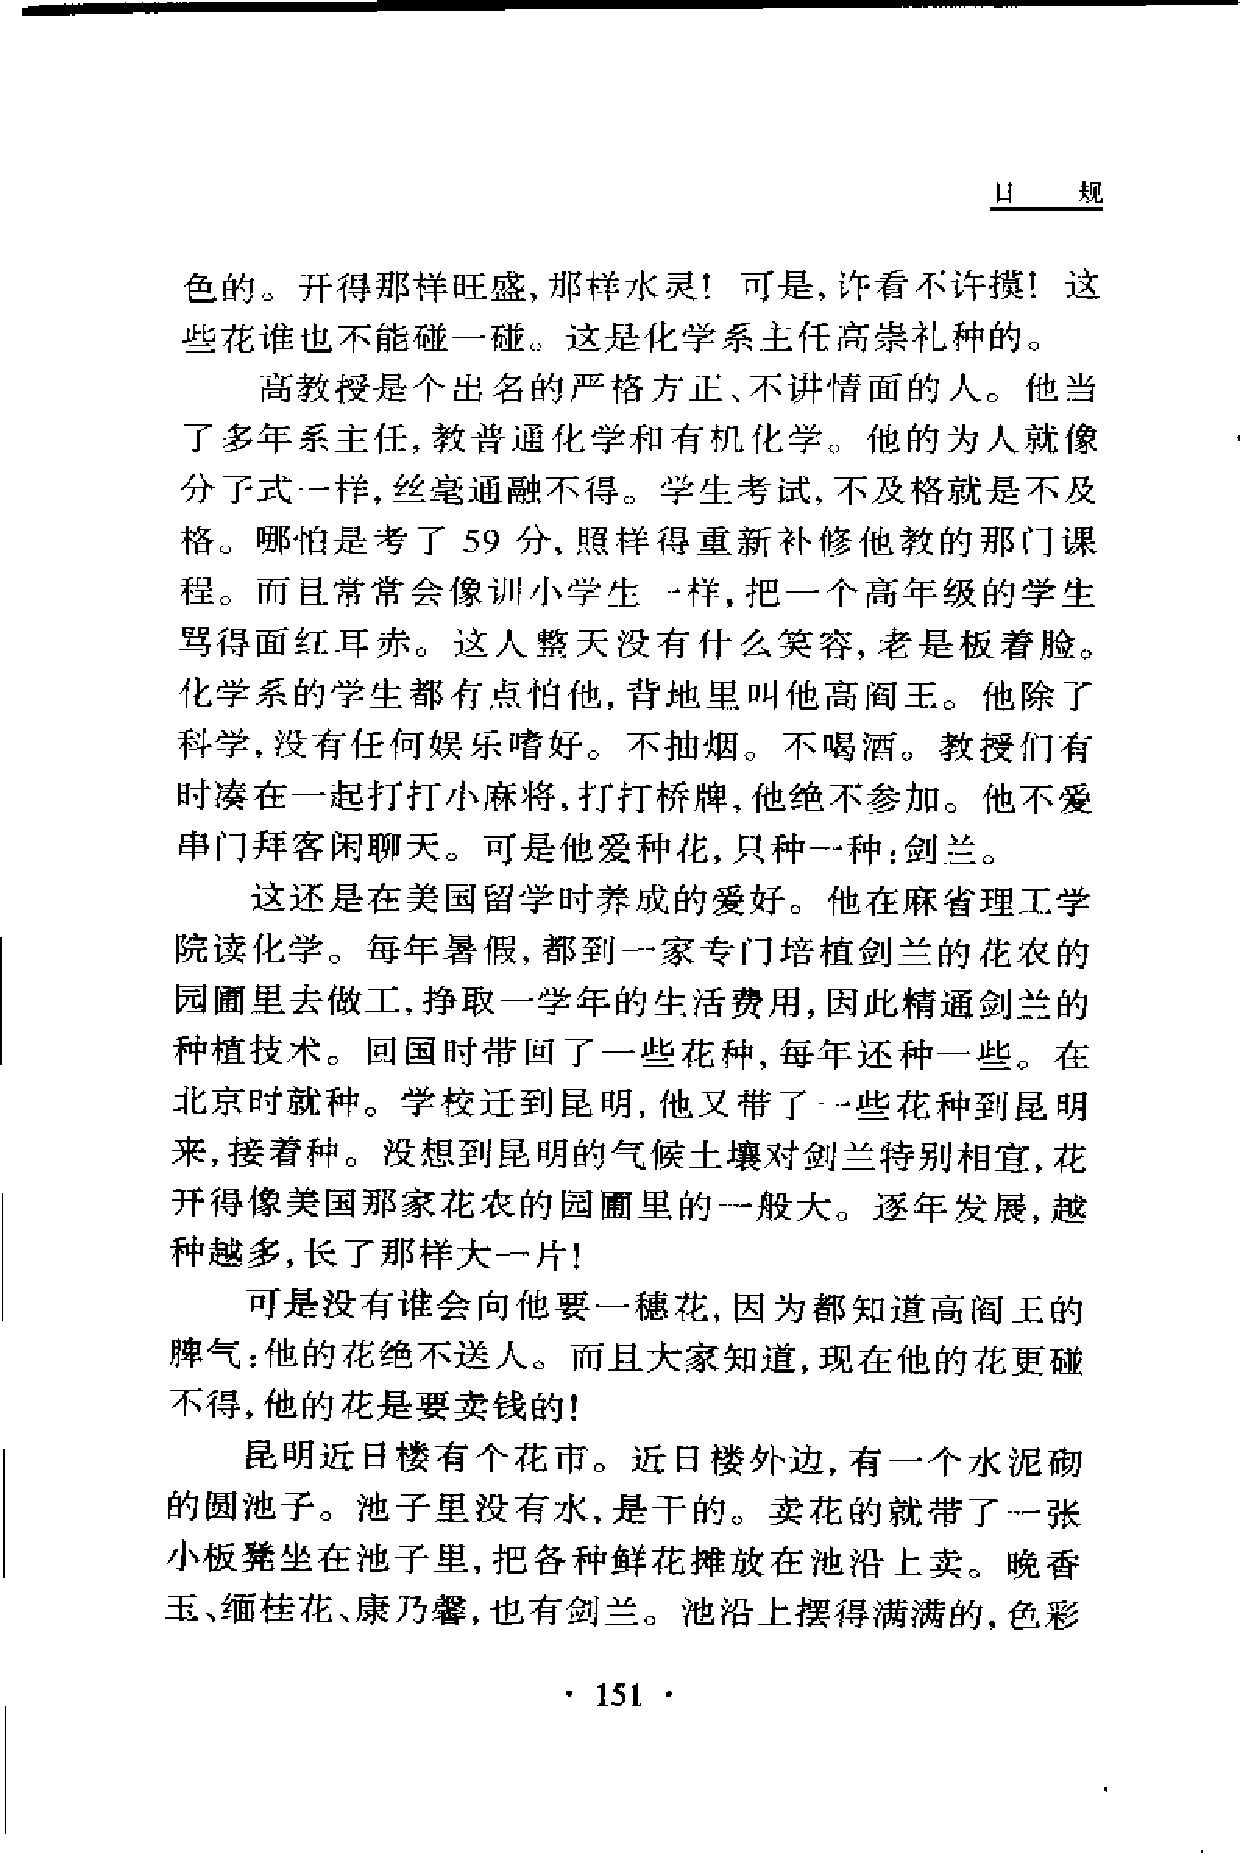 日 规
色的。开得那样旺盛,那样水灵! 可是,许看不许摸! 这
些花谁也不能碰一碰。这是化学系主任高崇礼种的。
高教授是个出名的严格方正、不讲情面的人。他当
了多年系主任,教普通化学和有机化学。他的为人就像
分子式一样,丝毫通融不得。学生考试,不及格就是不及
格。哪怕是考了 59 分,照样得重新补修他教的那门课
程。而且常常会像训小学生一样,把一个高年级的学生
骂得面红耳赤。这人整天没有什么笑容,老是板着脸。
化学系的学生都有点怕他,背地里叫他高阎王。他除了
科学,没有任何娱乐嗜好。不抽烟。不喝酒。教授们有
时凑在一起打打小麻将,打打桥牌,他绝不参加。他不爱
串门拜客闲聊天。可是他爱种花,只种一种:剑兰。
这还是在美国留学时养成的爱好。他在麻省理工学
院读化学。每年暑假,都到一家专门培植剑兰的花农的
园圃里去做工,挣取一学年的生活费用,因此精通剑兰的
种植技术。回国时带回了一些花种,每年还种一些。在
北京时就种。学校迁到昆明,他又带了一些花种到昆明
来,接着种。没想到昆明的气候土壤对剑兰特别相宜,花
开得像美国那家花农的园圃里的一般大。逐年发展,越
种越多,长了那样大一片!
可是没有谁会向他要一穗花,因为都知道高阎王的
脾气:他的花绝不送人。而且大家知道,现在他的花更碰
不得,他的花是要卖钱的!
昆明近日楼有个花市。近日楼外边,有一个水泥砌
的圆池子。池子里没有水,是干的。卖花的就带了一张
小板凳坐在池子里,把各种鲜花摊放在池沿上卖。晚香
玉、缅桂花、康乃馨,也有剑兰。池沿上摆得满满的,色彩
· 151 ·